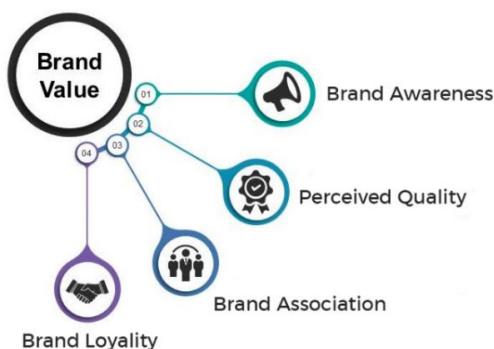 Brand
Value
01
Brand Awareness
02
Perceived Quality
03
Brand Association
04
Brand Loyality